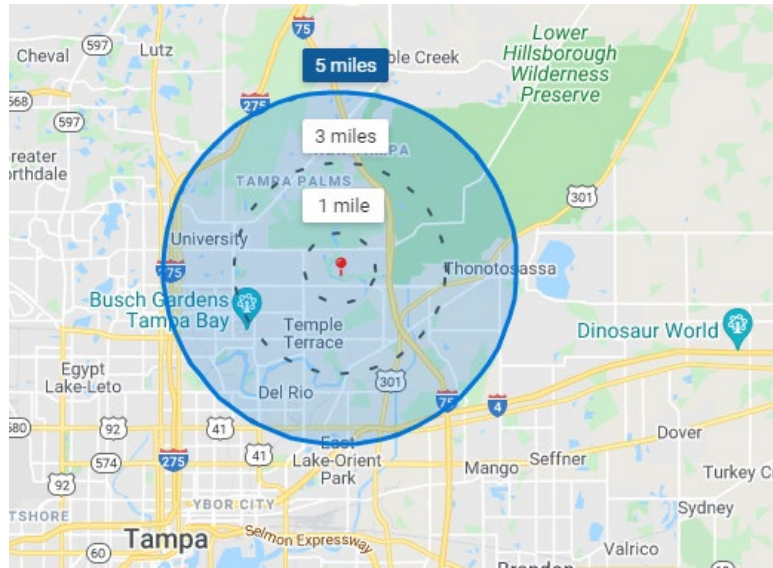 75
Lower
Hillsborough
Wilderness
Preserve
597
Cheval
Lutz
ble Creek
5 miles
568
275
597
3 miles
reater
rthdale
TAMPA PALMS
1 mile
301
University
275
Thonotosassa
Busch Gardens
Tampa Bay
Temple
Terrace
Dinosaur World
Egypt
Lake-Leto
Del Rio
301
75
4
580
92
41
41
East
Lake-Orient
Park
Dover
574
275
Mango
Seffner
Turkey C
92
YBOR CITY
Sydney
TSHORE
Tampa
Selmon Expressway
Valrico
60
Brandon